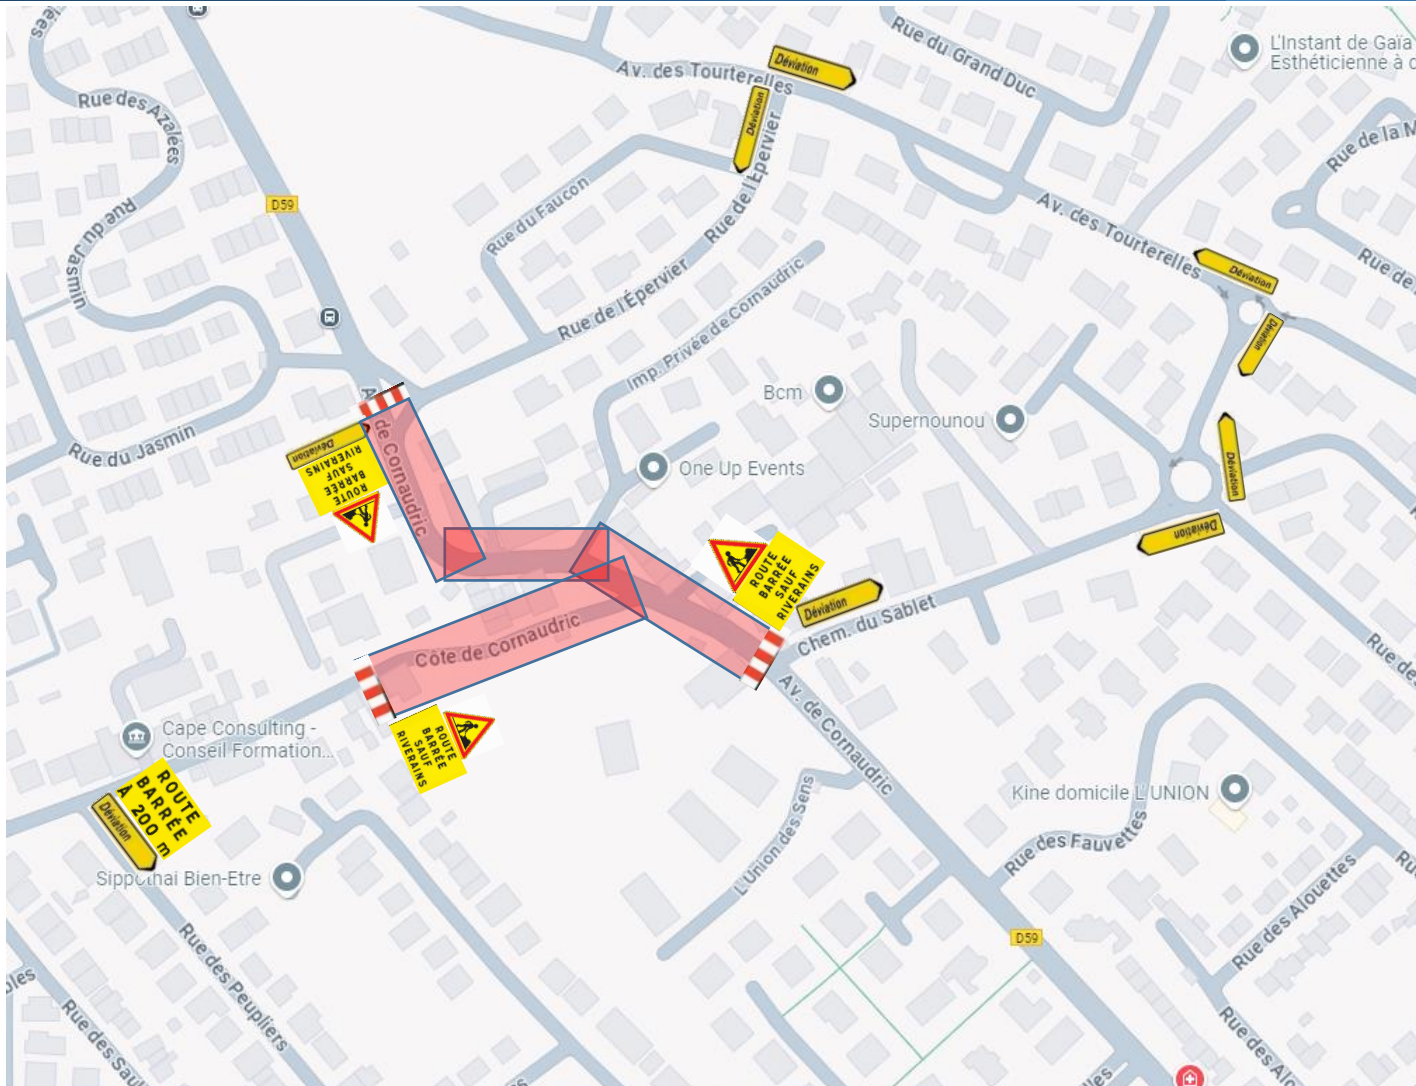 L'Instant de Gaïa
Esthéticienne à d
Rue du Grand Duc
Déviation
Av. des Tourterelles
Déviation
Rue des Azalées
Rue de la M
Rue de l'Épervier
D59
Rue du Faucon
Rue du Jasmin
Av. des Tourterelles
Déviation
Rue de
Rue de l'Épervier
Imp. Privée de Cornaudric
Déviation
Bcm
Supernounou
A
de Cornaudric
Rue du Jasmin
Déviation
ROUTE
BARRÉE
SAUF
RIVERAINS
One Up Events
Déviation
Déviation
ROUTE
BARRÉE
SAUF
RIVERAINS
Déviation
Chem. du Sablet
Côte de Cornaudric
Rue des
Av. de Cornaudric
Cape Consulting -
Conseil Formation...
ROUTE
BARRÉE
SAUF
RIVERAINS
ROUTE
BARRÉE
À 200 m
Déviation
L'Union des Sens
Kine domicile L'UNION
Rue des Fauvettes
Sippothai Bien-Etre
Rue des Alouettes
Rue des Peupliers
D59
Rue des Sau
Rue des Al